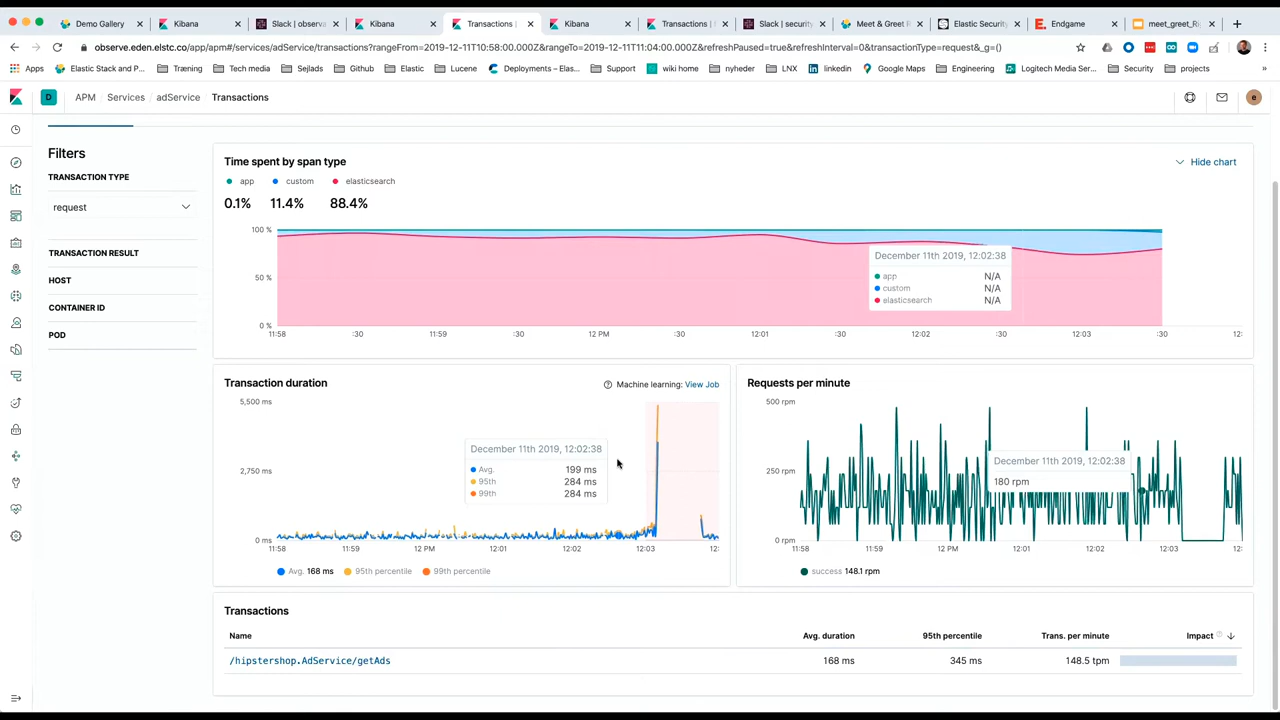 Demo Gallery
Kibana
Slack | observa
Kibana
Transactions |
Kibana
Transactions |
Slack | security
Meet & Greet R
Elastic Security
Endgame
meet_greet_Ri
observe.eden.elstc.co/app/apm#/services/adService/transactions?rangeFrom=2019-12-11T10:58:00.000Z&rangeTo=2019-12-11T11:04:00.000Z&refreshPaused=true&refreshInterval=0&transactionType=request&_g=()
Apps
Elastic Stack and P...
Træning
Tech media
Sejlads
Github
Elastic
Lucene
Deployments – Elas...
Support
wiki home
nyheder
LNX
linkedin
Google Maps
Engineering
Logitech Media Ser...
Security
projects
»
D
APM
Services
adService
Transactions
e
Filters
TRANSACTION TYPE
request
TRANSACTION RESULT
HOST
CONTAINER ID
POD
Time spent by span type
Hide chart
app custom elasticsearch
0.1% 11.4% 88.4%
100 %
50 %
0 %
December 11th 2019, 12:02:38
app N/A
custom N/A
elasticsearch N/A
11:58 :30 11:59 :30 12 PM :30 12:01 :30 12:02 :30 12:03 :30 12:
Transaction duration
Machine learning: View Job
5,500 ms
2,750 ms
0 ms
December 11th 2019, 12:02:38
Avg. 199 ms
95th 284 ms
99th 284 ms
11:58 11:59 12 PM 12:01 12:02 12:03 12:
Avg. 168 ms 95th percentile 99th percentile
Requests per minute
500 rpm
250 rpm
0 rpm
December 11th 2019, 12:02:38
180 rpm
11:58 11:59 12 PM 12:01 12:02 12:03 12:
success 148.1 rpm
Transactions
Name Avg. duration 95th percentile Trans. per minute Impact
/hipstershop.AdService/getAds 168 ms 345 ms 148.5 tpm